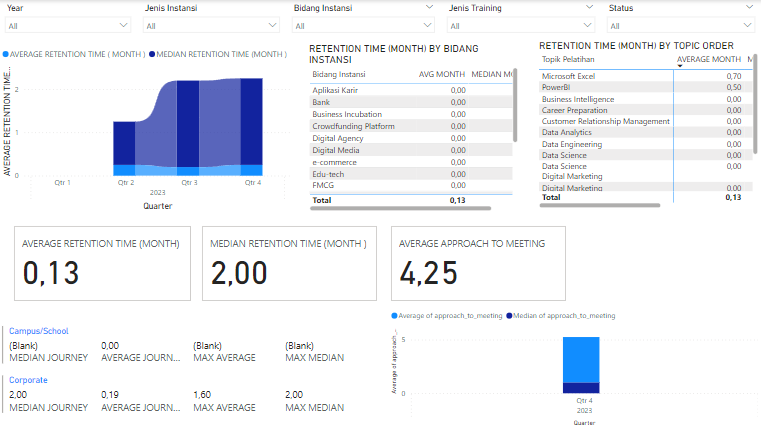 Year Jenis Instansi Bidang Instansi Jenis Training Status
All All All All All
AVERAGE RETENTION TIME ( MONTH ) MEDIAN RETENTION TIME (MONTH )
AVERAGE RETENTION TIME...
2
1
0
Qtr 1 Qtr 2 Qtr 3 Qtr 4
2023
Quarter
RETENTION TIME (MONTH) BY BIDANG
INSTANSI
Bidang Instansi AVG MONTH MEDIAN MO
Aplikasi Karir 0,00
Bank 0,00
Business Incubation 0,00
Crowdfunding Platform 0,00
Digital Agency 0,00
Digital Media 0,00
e-commerce 0,00
Edu-tech 0,00
FMCG 0,00
Total 0,13
RETENTION TIME (MONTH) BY TOPIC ORDER
Topik Pelatihan AVERAGE MONTH M
Microsoft Excel 0,70
PowerBI 0,50
Business Intelligence 0,00
Career Preparation 0,00
Customer Relationship Management 0,00
Data Analytics 0,00
Data Engineering 0,00
Data Science 0,00
Data Science 0,00
Digital Marketing
Digital Marketing 0,00
Total 0,13
AVERAGE RETENTION TIME (MONTH)
0,13
MEDIAN RETENTION TIME (MONTH )
2,00
AVERAGE APPROACH TO MEETING
4,25
Campus/School
(Blank) 0,00 (Blank) (Blank)
MEDIAN JOURNEY AVERAGE JOURN... MAX AVERAGE MAX MEDIAN
Corporate
2,00 0,19 1,60 2,00
MEDIAN JOURNEY AVERAGE JOURN... MAX AVERAGE MAX MEDIAN
Average of approach_to_meeting Median of approach_to_meeting
Average of approach_...
5
0
Qtr 4
2023
Quarter